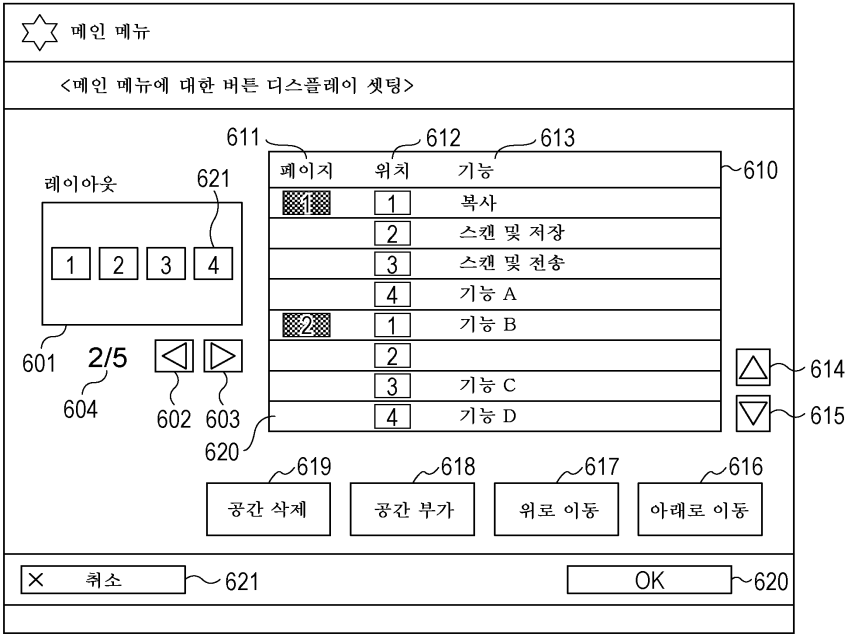 메인 메뉴
<메인 메뉴에 대한 버튼 디스플레이 셋팅>
611 612 613
페이지 위치 기능 610
레이아웃 621
1 1 복사
2 스캔 및 저장
1 2 3 4 3 스캔 및 전송
4 기능 A
2 1 기능 B
601 2/5 2
604 602 603 3 기능 C 614
620 4 기능 D 615
619 618 617 616
공간 삭제 공간 부가 위로 이동 아래로 이동
× 취소 621 OK 620